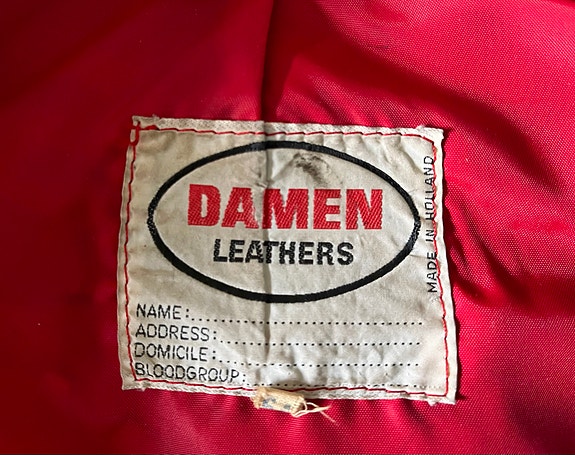 DAMEN
LEATHERS
MADE IN HOLLAND
NAME:
ADDRESS:
DOMICILE:
BLOODGROUP: